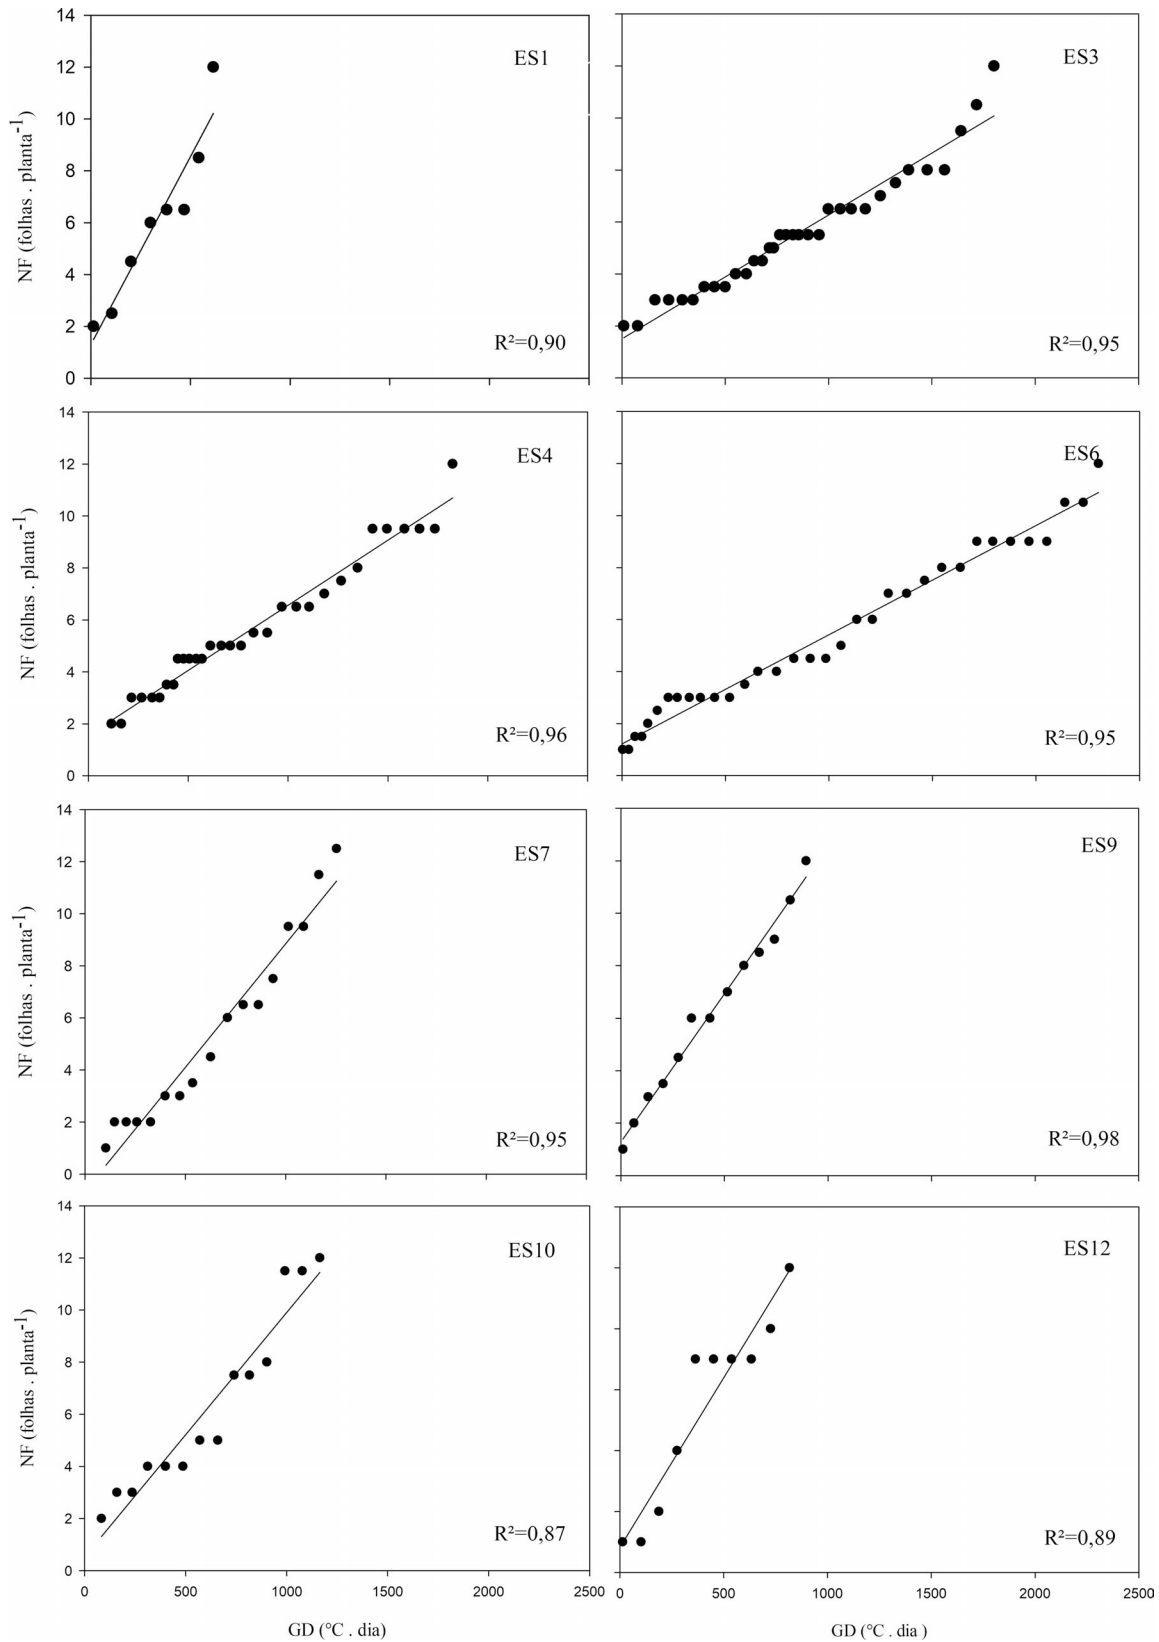 14
12
10
8
6
4
2
0
NF (folhas . planta⁻¹)
ES1
R²=0,90
ES3
R²=0,95
14
12
10
8
6
4
2
0
NF (folhas . planta⁻¹)
ES4
R²=0,96
ES6
R²=0,95
14
12
10
8
6
4
2
0
NF (folhas . planta⁻¹)
ES7
R²=0,95
ES9
R²=0,98
14
12
10
8
6
4
2
0
NF (folhas . planta⁻¹)
ES10
R²=0,87
ES12
R²=0,89
0 500 1000 1500 2000 2500
0 500 1000 1500 2000 2500
GD (°C . dia)
GD (°C . dia )